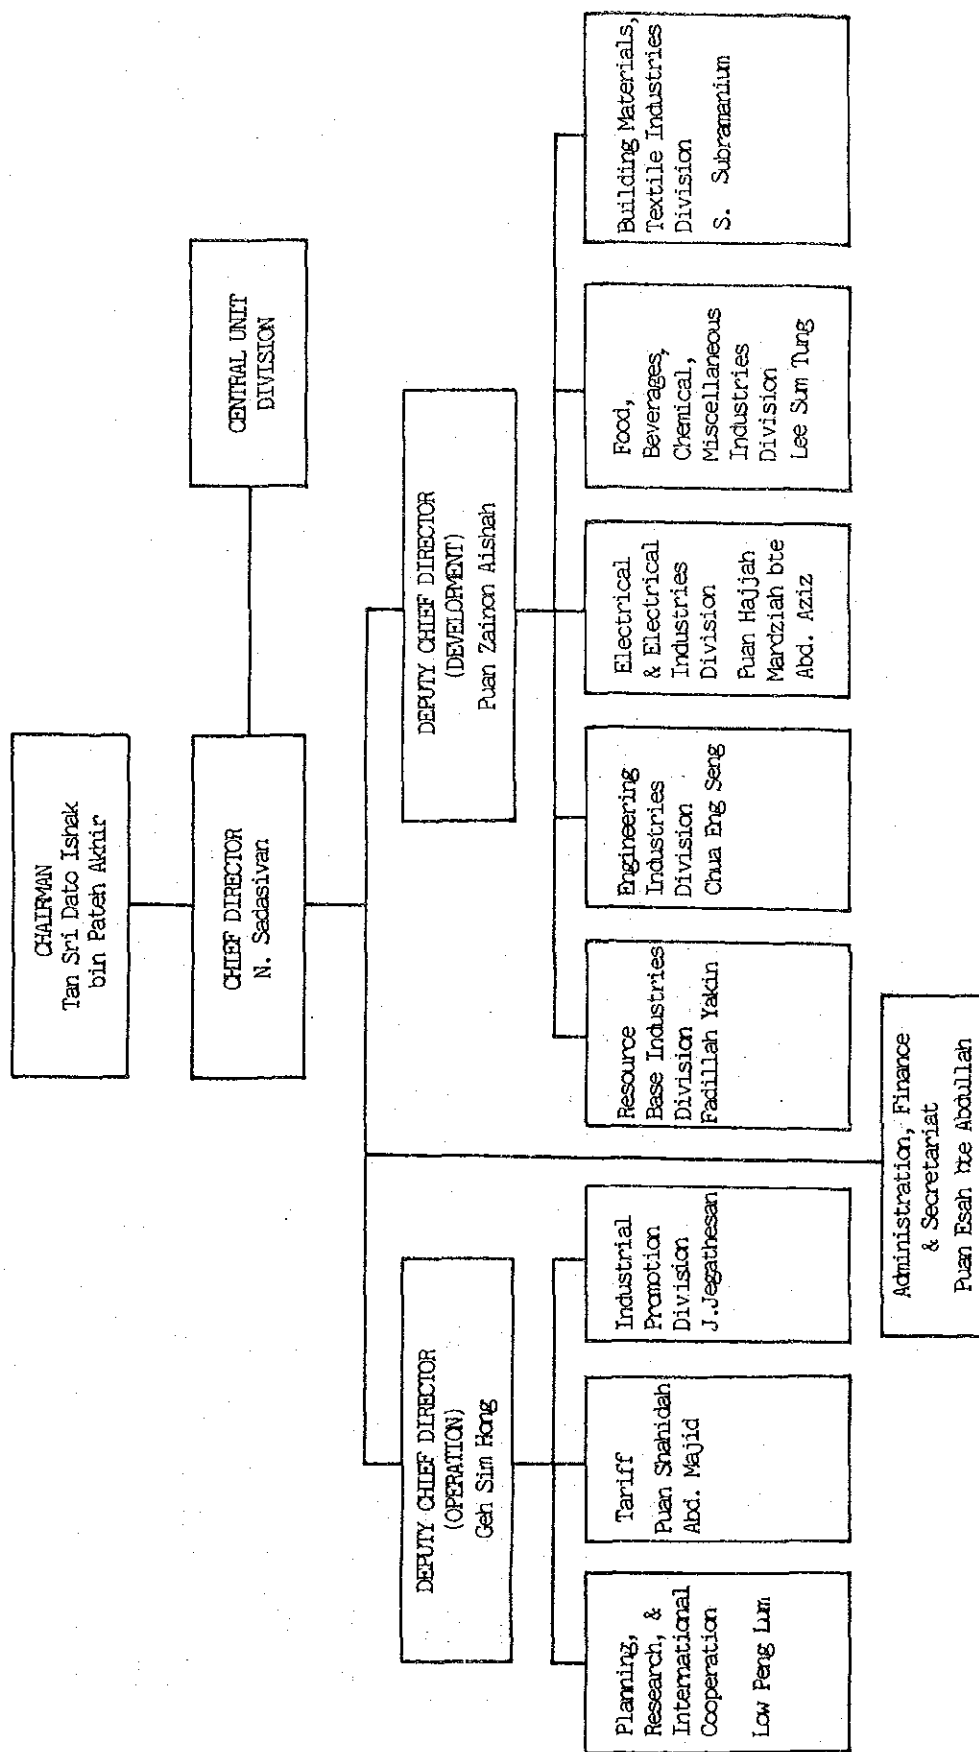 CHAIRMAN
Tan Sri Dato Ishak
bin Pateh Akhir
CHIEF DIRECTOR
N. Sadasivan
CENTRAL UNIT
DIVISION
DEPUTY CHIEF DIRECTOR
(OPERATION)
Geh Sim Hong
DEPUTY CHIEF DIRECTOR
(DEVELOPMENT)
Puan Zainon Aishah
Planning,
Research, &
International
Cooperation
Low Peng Lum
Tariff
Puan Shahidah
Abd. Majid
Industrial
Promotion
Division
J.Jegathesan
Resource
Base Industries
Division
Fadillah Yakin
Engineering
Industries
Division
Chua Eng Seng
Electrical
& Electrical
Industries
Division
Puan Hajjah
Mardziah bte
Abd. Aziz
Food,
Beverages,
Chemical,
Miscellaneous
Industries
Division
Lee Sum Tung
Building Materials,
Textile Industries
Division
S. Subramanium
Administration, Finance
& Secretariat
Puan Esah bte Abdullah